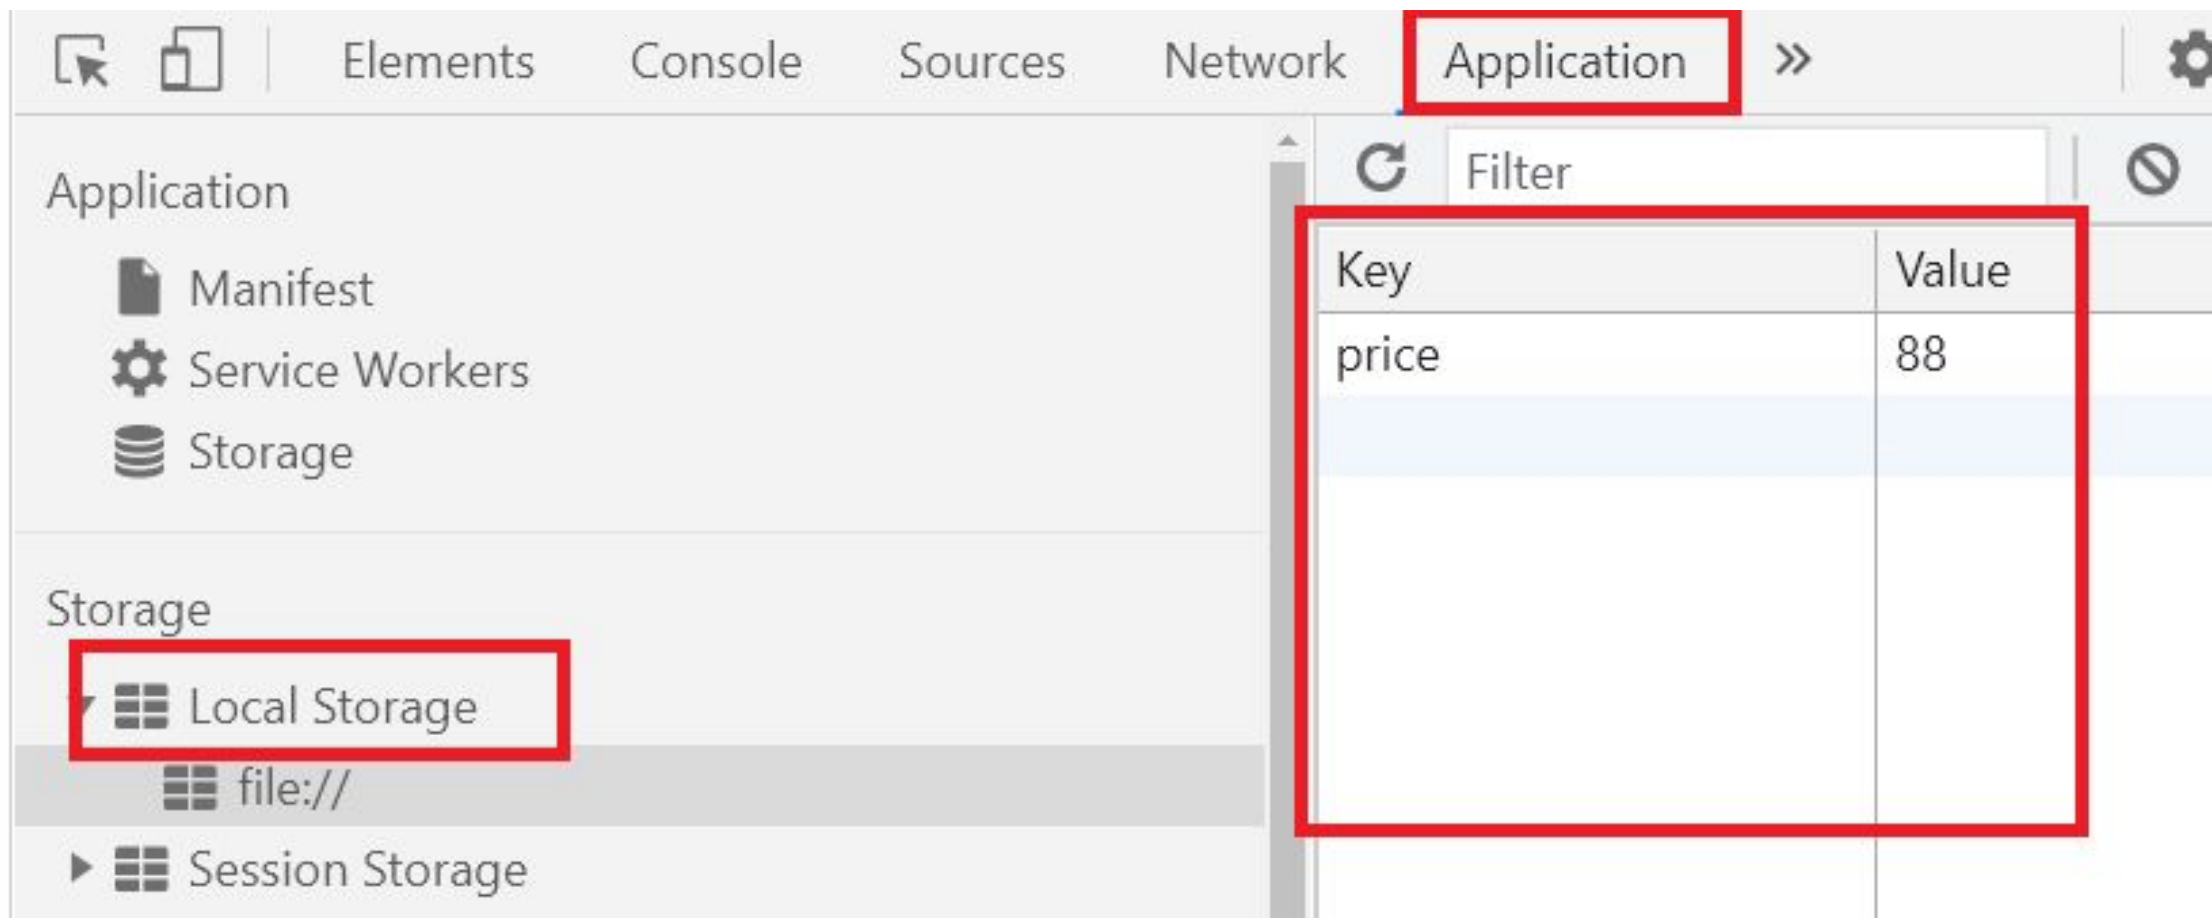 Elements Console Sources Network Application »
Application
Manifest
Service Workers
Storage
Storage
Local Storage
file://
Session Storage
Filter
Key Value
price 88